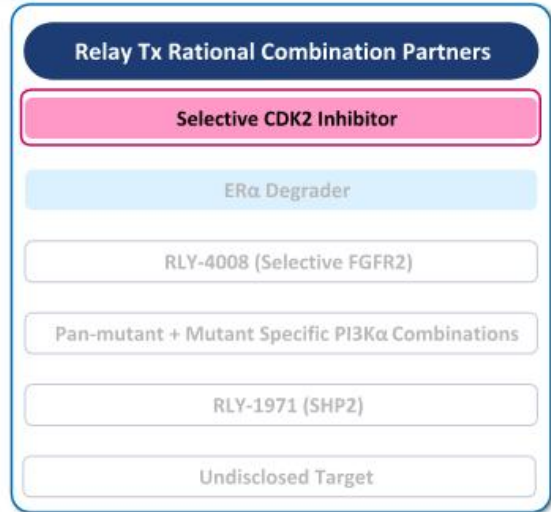 Relay Tx Rational Combination Partners
Selective CDK2 Inhibitor
ERα Degrader
RLY-4008 (Selective FGFR2)
Pan-mutant + Mutant Specific PI3Kα Combinations
RLY-1971 (SHP2)
Undisclosed Target